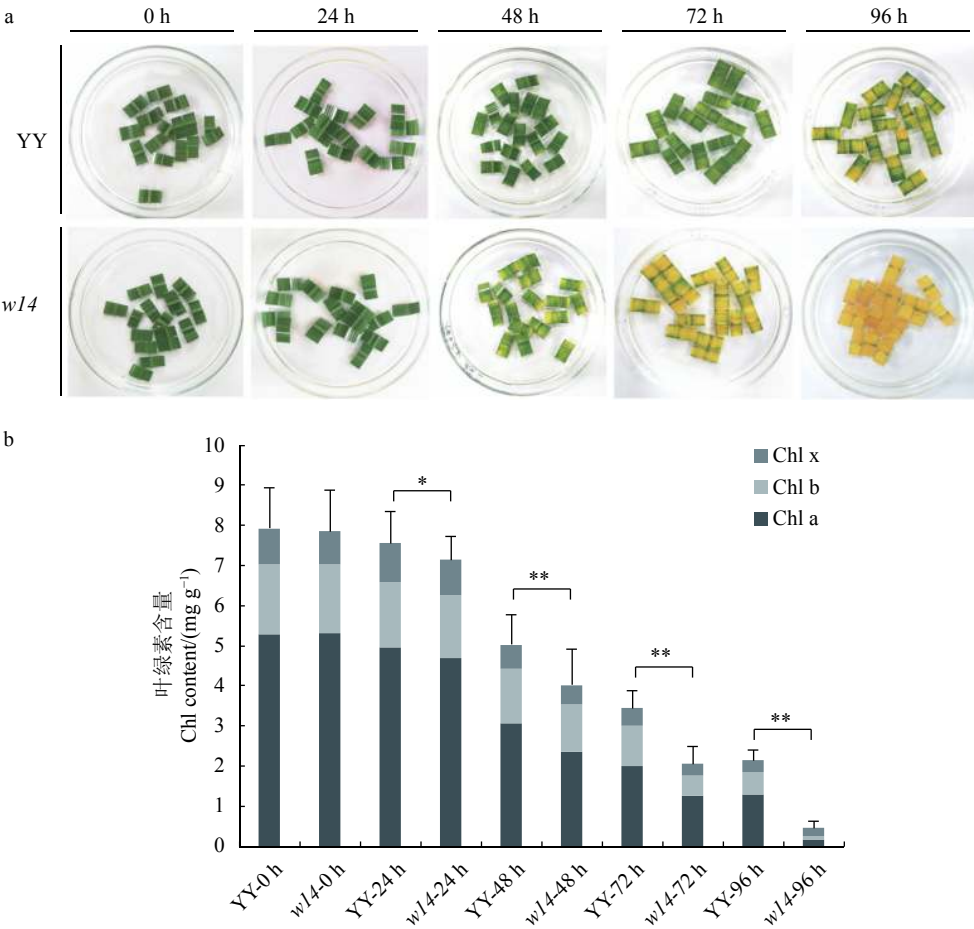 a
0 h 24 h 48 h 72 h 96 h
YY
w14
b
10
9
8
7
6
5
4
3
2
1
0
叶绿素含量
Chl content/(mg g⁻¹)
Chl x
Chl b
Chl a
*
**
**
**
YY-0 h
w14-0 h
YY-24 h
w14-24 h
YY-48 h
w14-48 h
YY-72 h
w14-72 h
YY-96 h
w14-96 h